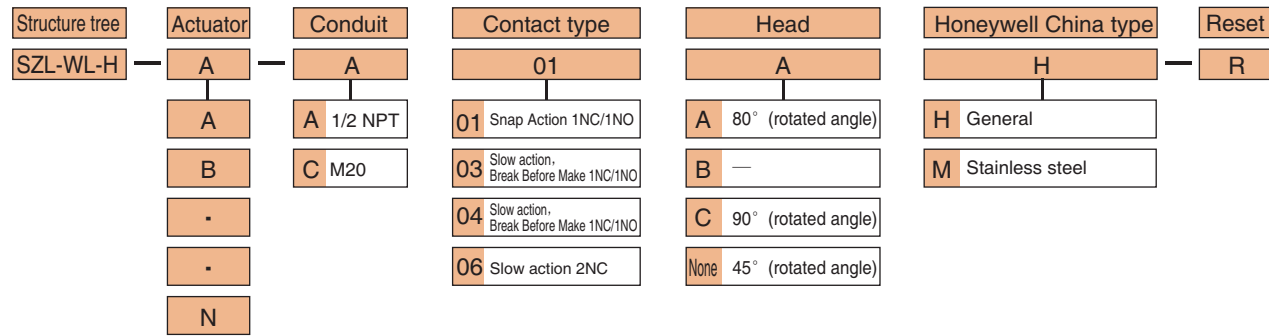 Structure tree Actuator Conduit Contact type Head Honeywell China type Reset
SZL-WL-H — A — A 01 A H — R
A A 1/2 NPT 01 Snap Action 1NC/1NO A 80° (rotated angle) H General
B C M20 03 Slow action, Break Before Make 1NC/1NO B — M Stainless steel
- 04 Slow action, Break Before Make 1NC/1NO C 90° (rotated angle)
- 06 Slow action 2NC None 45° (rotated angle)
N